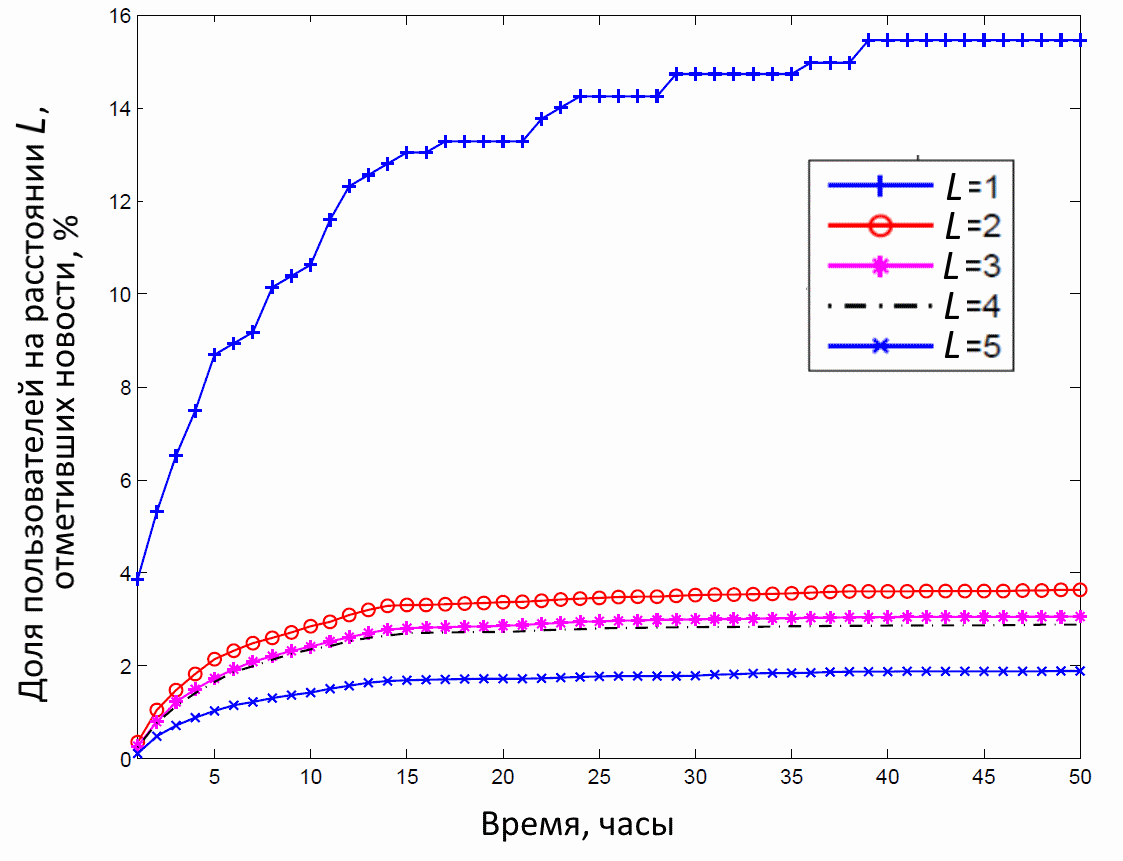 Доля пользователей на расстоянии L,
отметивших новости, %
16
14
12
10
8
6
4
2
0
L=1
L=2
L=3
L=4
L=5
5 10 15 20 25 30 35 40 45 50
Время, часы